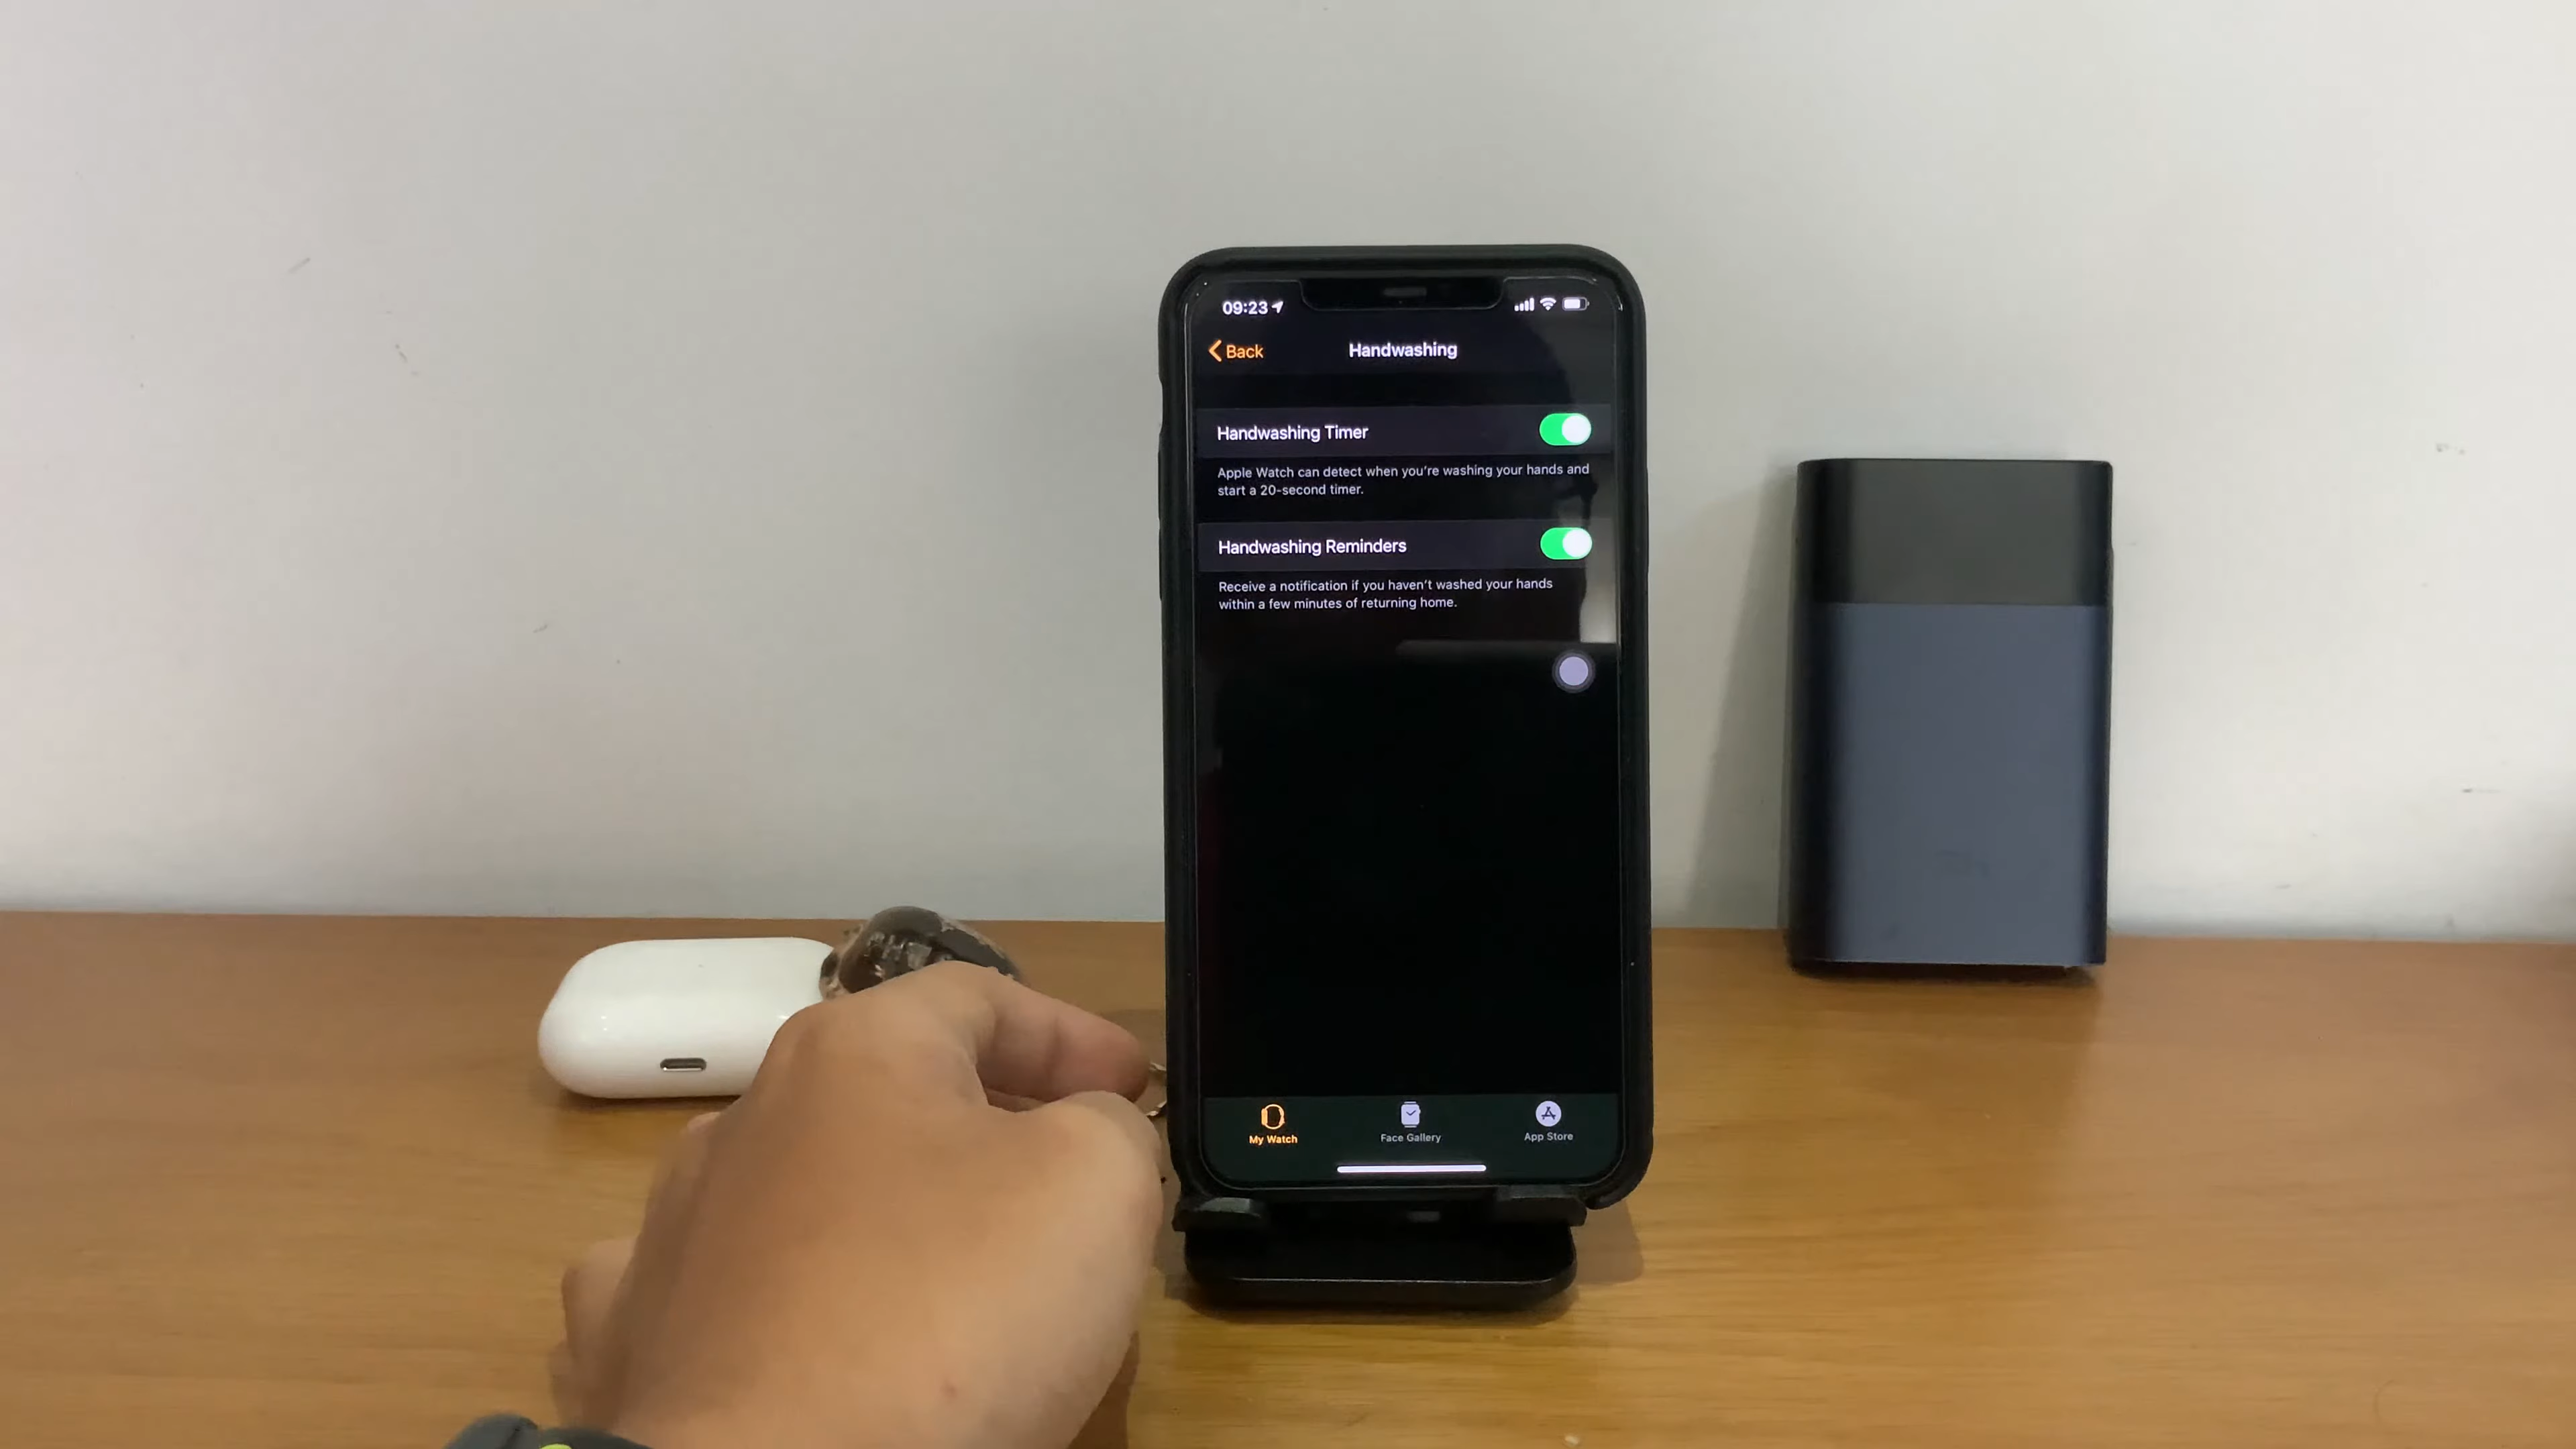 09:23
Back
Handwashing
Handwashing Timer
Apple Watch can detect when you're washing your hands and
start a 20-second timer.
Handwashing Reminders
Receive a notification if you haven't washed your hands
within a few minutes of returning home.
My Watch
Face Gallery
App Store